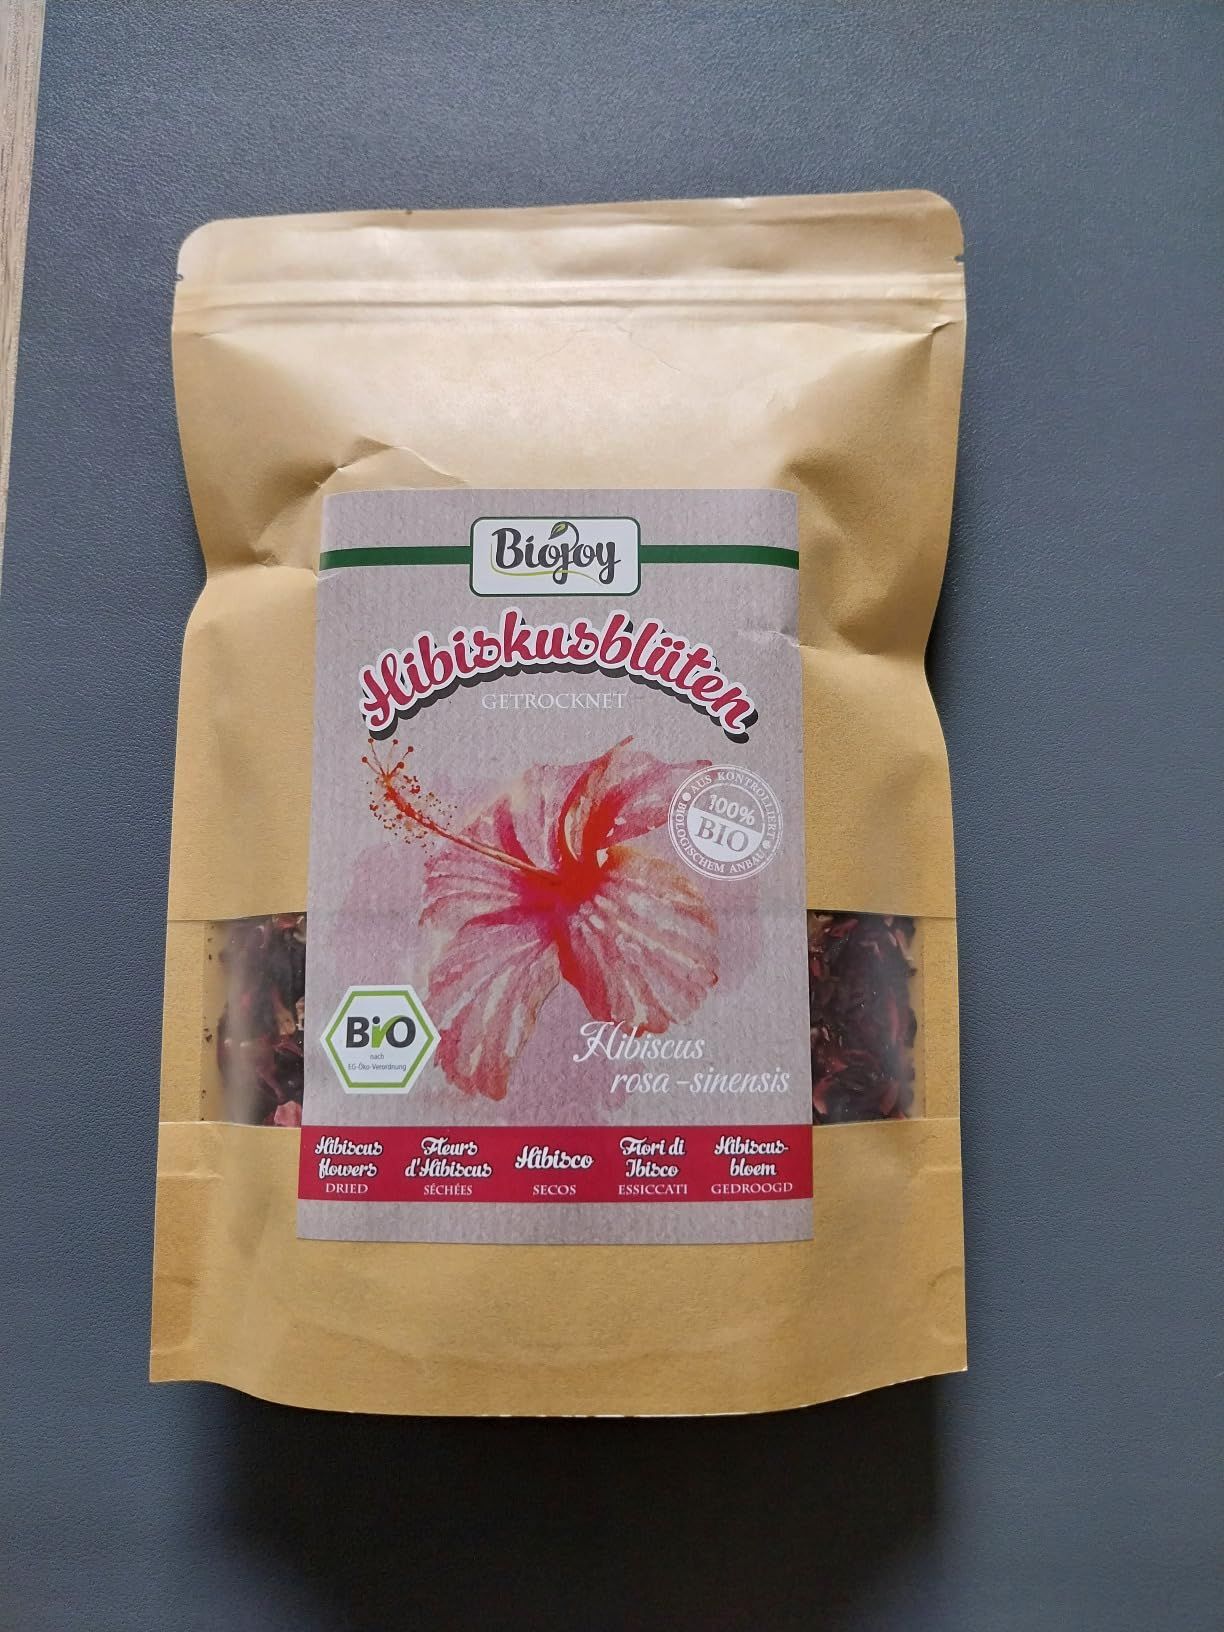 Biojoy
Hibiskusblüten
GETROCKNET
AUS KONTROLLIERT
100%
BIO
BIOLOGISCHEM ANBAU
BiO
nach
EG-Öko-Verordnung
Hibiscus
rosa-sinensis
Hibiscus
flowers
DRIED
Fleurs
d'Hibiscus
SÉCHÉES
Hibisco
SECOS
Fiori di
Ibisco
ESSICCATI
Hibiscus-
bloem
GEDROOGD